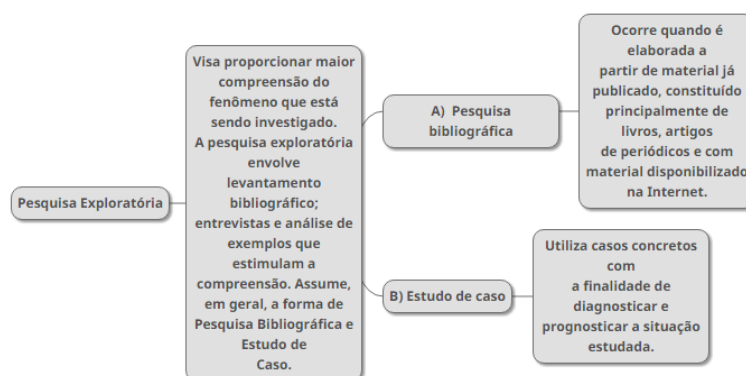 Pesquisa Exploratória
Visa proporcionar maior
compreensão do
fenômeno que está
sendo investigado.
A pesquisa exploratória
envolve
levantamento
bibliográfico;
entrevistas e análise de
exemplos que
estimulam a
compreensão. Assume,
em geral, a forma de
Pesquisa Bibliográfica e
Estudo de
Caso.
A) Pesquisa
bibliográfica
Ocorre quando é
elaborada a
partir de material já
publicado, constituído
principalmente de
livros, artigos
de periódicos e com
material disponibilizado
na Internet.
B) Estudo de caso
Utiliza casos concretos
com
a finalidade de
diagnosticar e
prognosticar a situação
estudada.